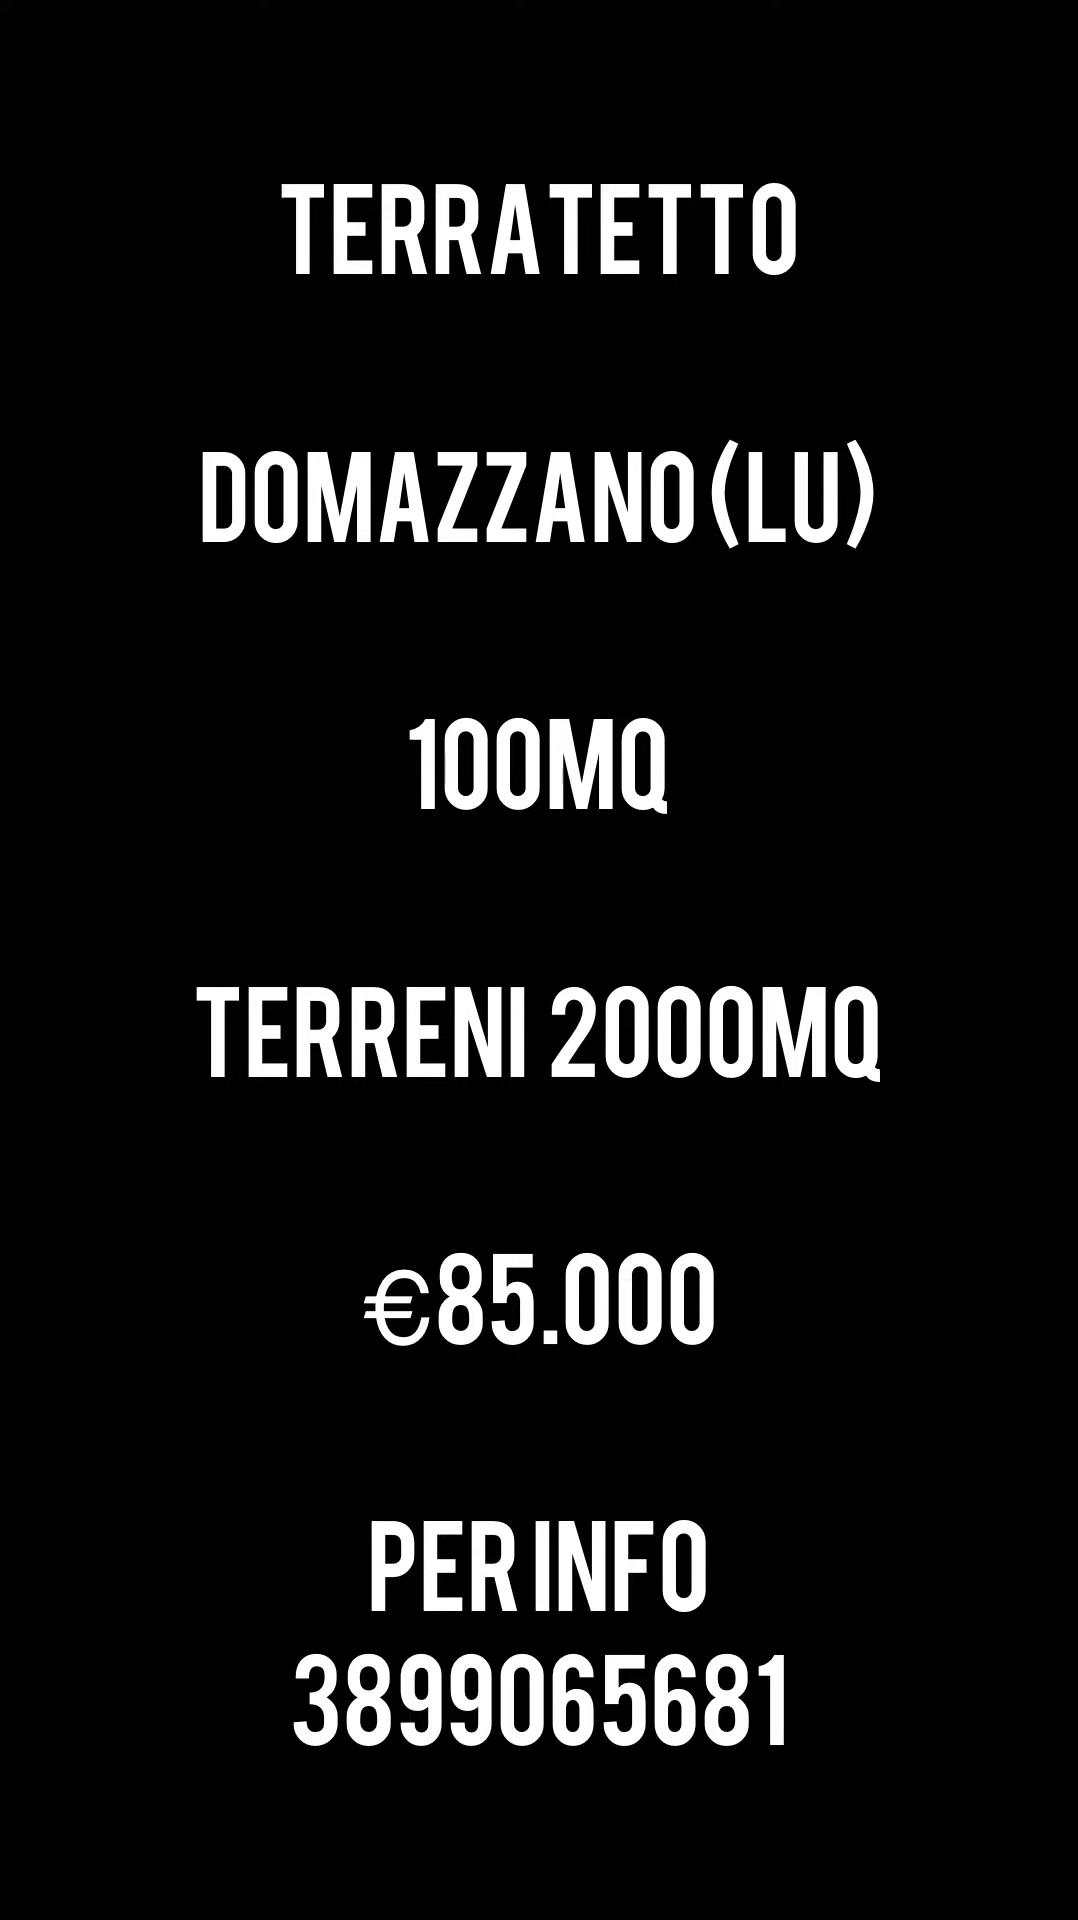 TERRATETTO
DOMAZZANO (LU)
100MQ
TERRENI 2000MQ
€85.000
PER INFO
3899065681